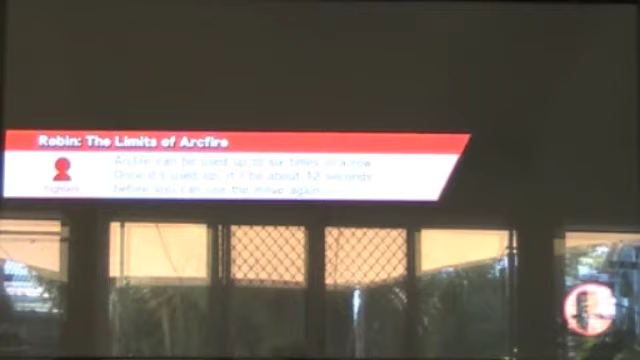 Robin: The Limits of Arcfire
Arcfire can be used up to six times in a row.
Once it's used up, it'll be about 12 seconds
before you can use the move again.
Fighters